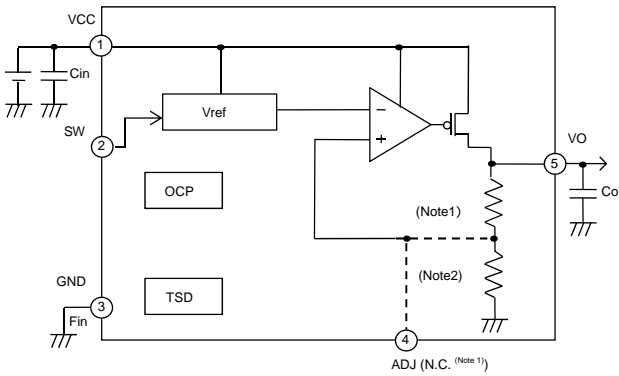 VCC
1
Cin
SW
2
Vref
−
+
VO
5
Co
OCP
(Note1)
(Note2)
GND
3
Fin
TSD
4
ADJ (N.C. (Note 1))